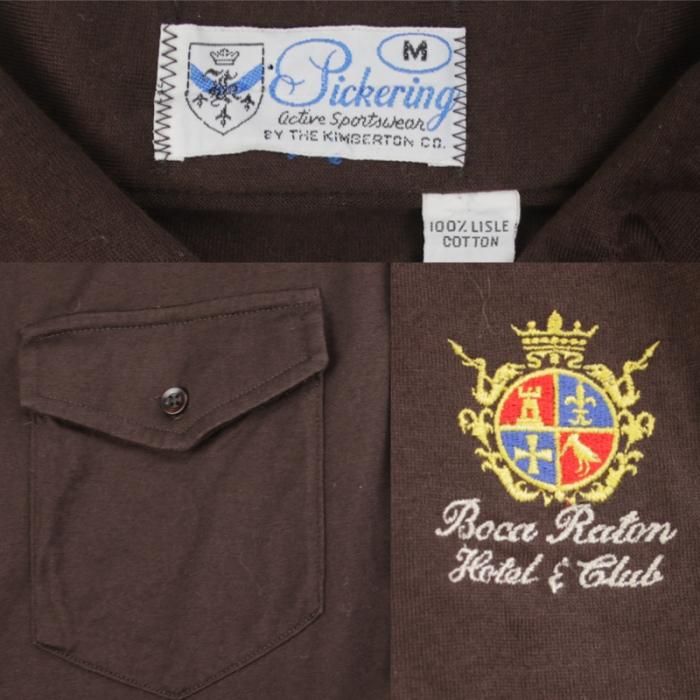 M
Pickering
active Sportswear
BY THE KIMBERTON CO.
100% LISLE
COTTON
Boca Raton
Hotel & Club